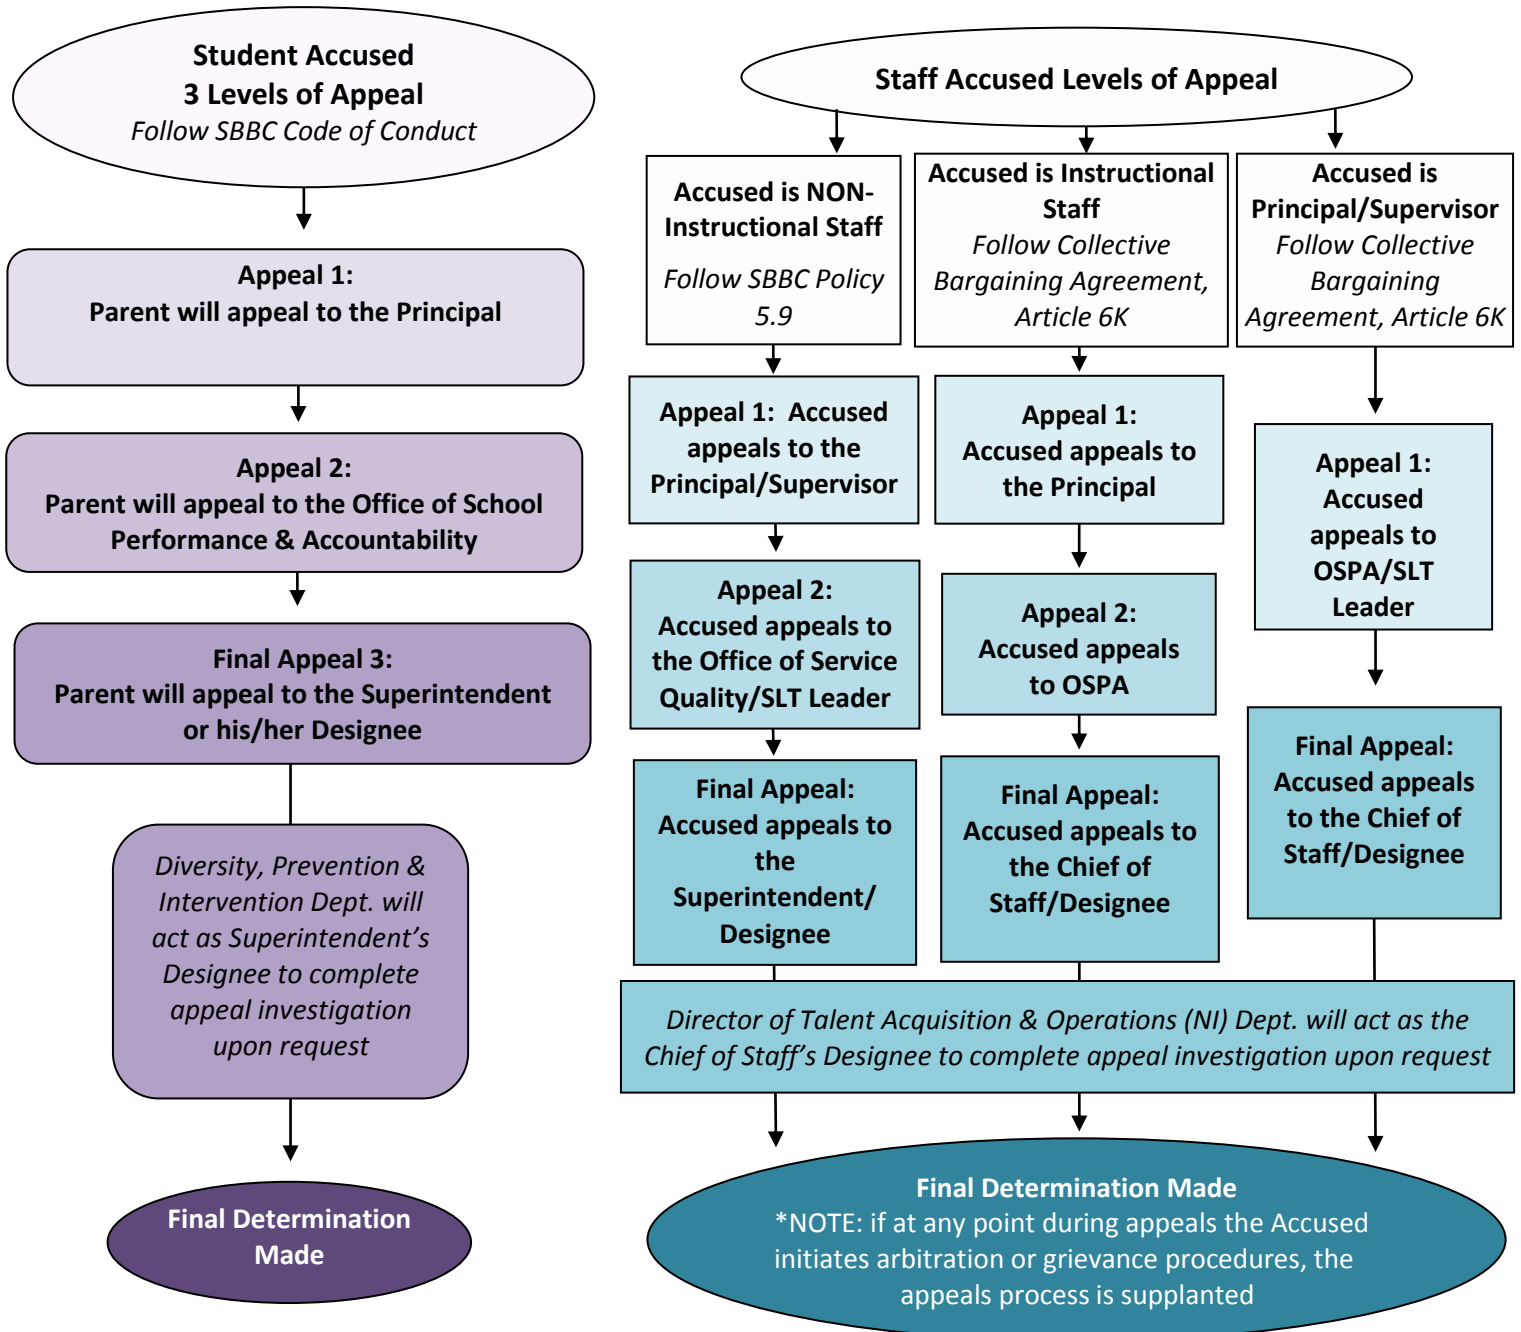 Student Accused
3 Levels of Appeal
Follow SBBC Code of Conduct
Appeal 1:
Parent will appeal to the Principal
Appeal 2:
Parent will appeal to the Office of School
Performance & Accountability
Final Appeal 3:
Parent will appeal to the Superintendent
or his/her Designee
Diversity, Prevention &
Intervention Dept. will
act as Superintendent’s
Designee to complete
appeal investigation
upon request
Final Determination
Made
Staff Accused Levels of Appeal
Accused is NON-
Instructional Staff
Follow SBBC Policy
5.9
Appeal 1:  Accused
appeals to the
Principal/Supervisor
Appeal 2:
Accused appeals to
the Office of Service
Quality/SLT Leader
Final Appeal:
Accused appeals to
the
Superintendent/
Designee
Accused is Instructional
Staff
Follow Collective
Bargaining Agreement,
Article 6K
Appeal 1:
Accused appeals to
the Principal
Appeal 2:
Accused appeals
to OSPA
Final Appeal:
Accused appeals to
the Chief of
Staff/Designee
Accused is
Principal/Supervisor
Follow Collective
Bargaining
Agreement, Article 6K
Appeal 1:
Accused
appeals to
OSPA/SLT
Leader
Final Appeal:
Accused appeals
to the Chief of
Staff/Designee
Director of Talent Acquisition & Operations (NI) Dept. will act as the
Chief of Staff’s Designee to complete appeal investigation upon request
Final Determination Made
*NOTE: if at any point during appeals the Accused
initiates arbitration or grievance procedures, the
appeals process is supplanted